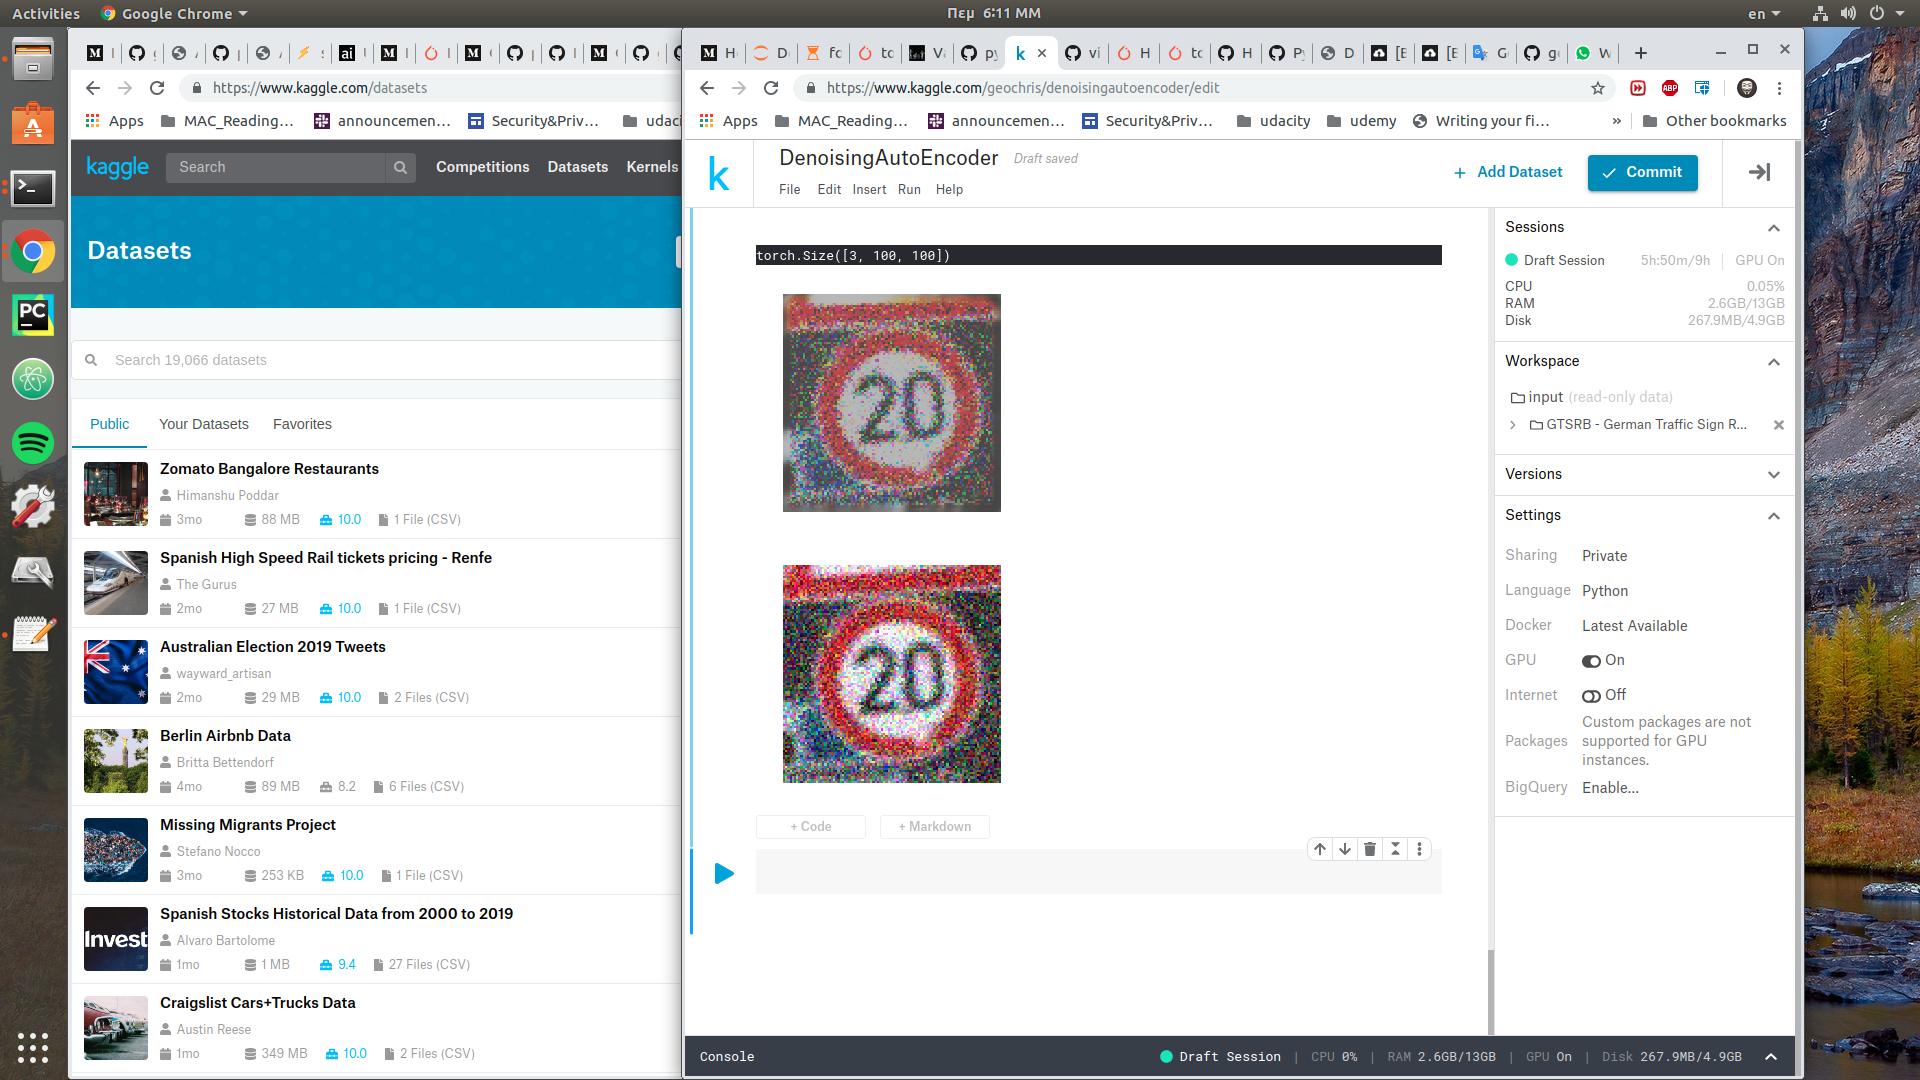 Activities
Google Chrome
Πεμ 6:11 ΜΜ
en
https://www.kaggle.com/datasets
Apps
MAC_Reading...
announcemen...
Security&Priv...
udaci
kaggle
Search
Competitions
Datasets
Kernels
Datasets
Search 19,066 datasets
Public
Your Datasets
Favorites
Zomato Bangalore Restaurants
Himanshu Poddar
3mo 88 MB 10.0 1 File (CSV)
Spanish High Speed Rail tickets pricing - Renfe
The Gurus
2mo 27 MB 10.0 1 File (CSV)
Australian Election 2019 Tweets
wayward_artisan
2mo 29 MB 10.0 2 Files (CSV)
Berlin Airbnb Data
Britta Bettendorf
4mo 89 MB 8.2 6 Files (CSV)
Missing Migrants Project
Stefano Nocco
3mo 253 KB 10.0 1 File (CSV)
Invest
Spanish Stocks Historical Data from 2000 to 2019
Alvaro Bartolome
1mo 1 MB 9.4 27 Files (CSV)
Craigslist Cars+Trucks Data
Austin Reese
1mo 349 MB 10.0 2 Files (CSV)
https://www.kaggle.com/geochris/denoisingautoencoder/edit
ABP
Apps
MAC_Reading...
announcemen...
Security&Priv...
udacity
udemy
Writing your fi...
»
Other bookmarks
k
DenoisingAutoEncoder
Draft saved
File Edit Insert Run Help
+ Add Dataset
Commit
torch.Size([3, 100, 100])
20
20
+ Code
+ Markdown
Sessions
Draft Session 5h:50m/9h | GPU On
CPU 0.05%
RAM 2.6GB/13GB
Disk 267.9MB/4.9GB
Workspace
input (read-only data)
GTSRB - German Traffic Sign R...
Versions
Settings
Sharing Private
Language Python
Docker Latest Available
GPU On
Internet Off
Packages Custom packages are not
supported for GPU
instances.
BigQuery Enable...
Console
Draft Session | CPU 0% | RAM 2.6GB/13GB | GPU On | Disk 267.9MB/4.9GB
PC